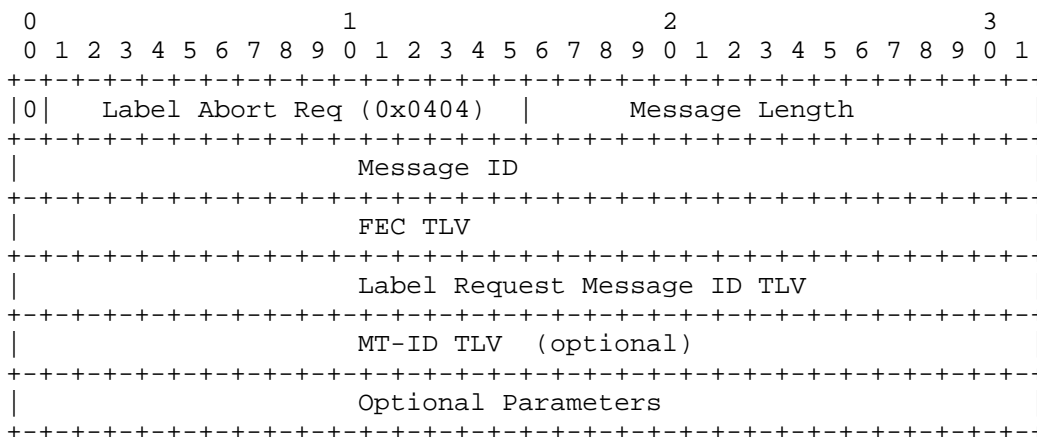 0                   1                   2                   3
 0 1 2 3 4 5 6 7 8 9 0 1 2 3 4 5 6 7 8 9 0 1 2 3 4 5 6 7 8 9 0 1
+-+-+-+-+-+-+-+-+-+-+-+-+-+-+-+-+-+-+-+-+-+-+-+-+-+-+-+-+-+-+-+--
|0|   Label Abort Req (0x0404)  |      Message Length
+-+-+-+-+-+-+-+-+-+-+-+-+-+-+-+-+-+-+-+-+-+-+-+-+-+-+-+-+-+-+-+--
|                     Message ID
+-+-+-+-+-+-+-+-+-+-+-+-+-+-+-+-+-+-+-+-+-+-+-+-+-+-+-+-+-+-+-+--
|                     FEC TLV
+-+-+-+-+-+-+-+-+-+-+-+-+-+-+-+-+-+-+-+-+-+-+-+-+-+-+-+-+-+-+-+--
|                     Label Request Message ID TLV
+-+-+-+-+-+-+-+-+-+-+-+-+-+-+-+-+-+-+-+-+-+-+-+-+-+-+-+-+-+-+-+--
|                     MT-ID TLV  (optional)
+-+-+-+-+-+-+-+-+-+-+-+-+-+-+-+-+-+-+-+-+-+-+-+-+-+-+-+-+-+-+-+--
|                     Optional Parameters
+-+-+-+-+-+-+-+-+-+-+-+-+-+-+-+-+-+-+-+-+-+-+-+-+-+-+-+-+-+-+-+--